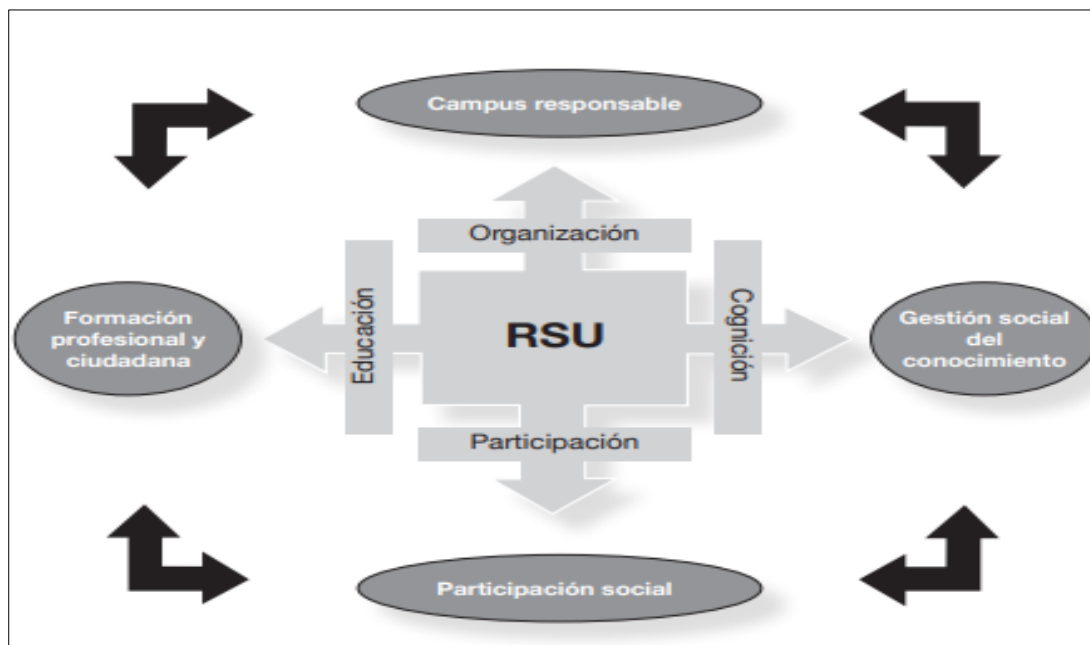 Campus responsable
Organización
Formación
profesional y
ciudadana
Educación
RSU
Cognición
Gestión social
del
conocimiento
Participación
Participación social